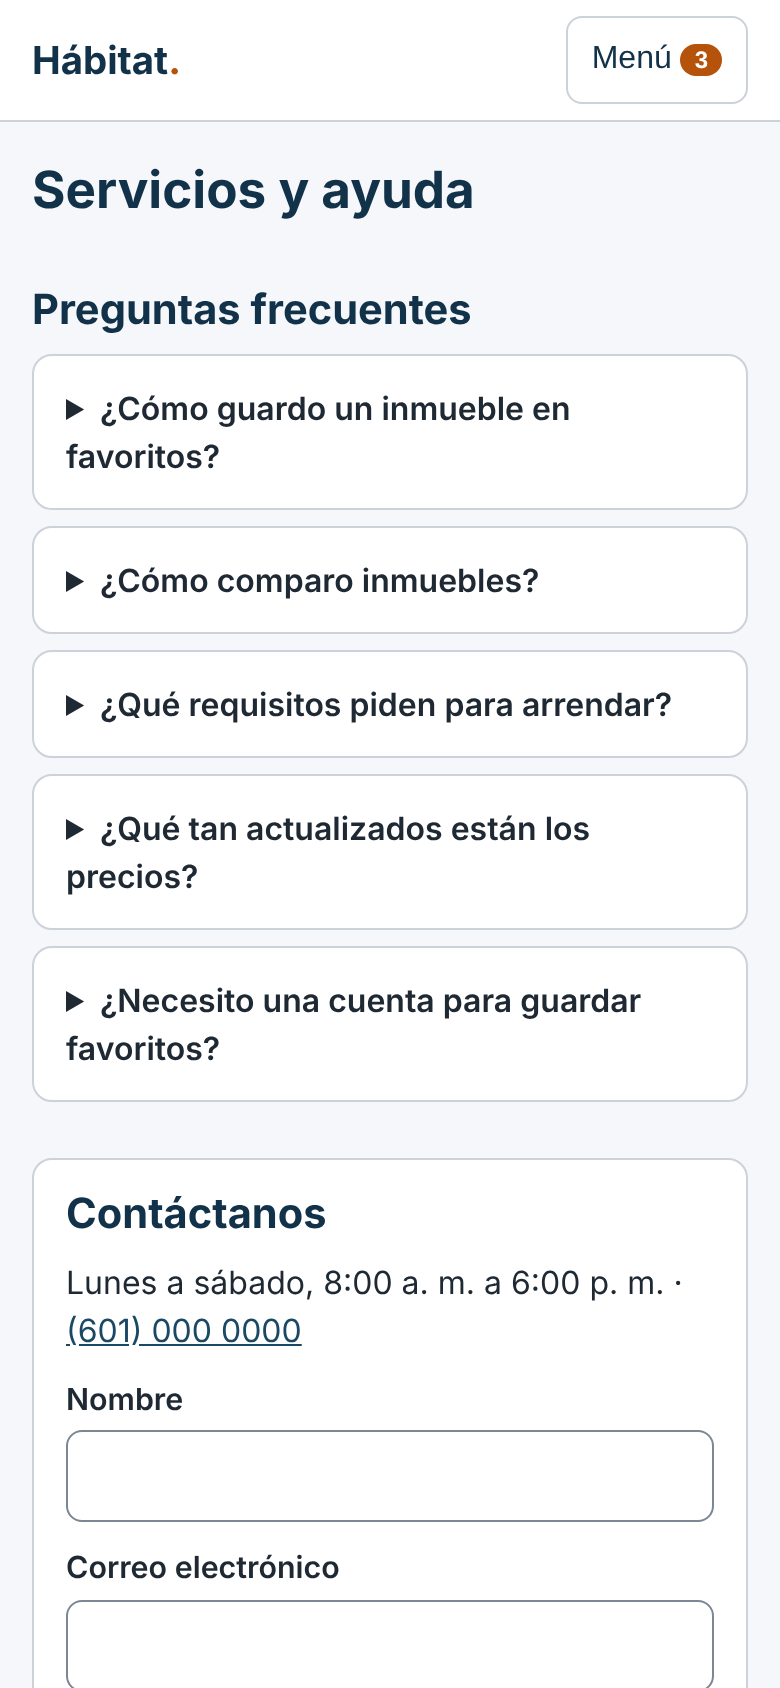 Hábitat.
Menú 3
Servicios y ayuda
Preguntas frecuentes
¿Cómo guardo un inmueble en
favoritos?
¿Cómo comparo inmuebles?
¿Qué requisitos piden para arrendar?
¿Qué tan actualizados están los
precios?
¿Necesito una cuenta para guardar
favoritos?
Contáctanos
Lunes a sábado, 8:00 a. m. a 6:00 p. m. ·
(601) 000 0000
Nombre
Correo electrónico